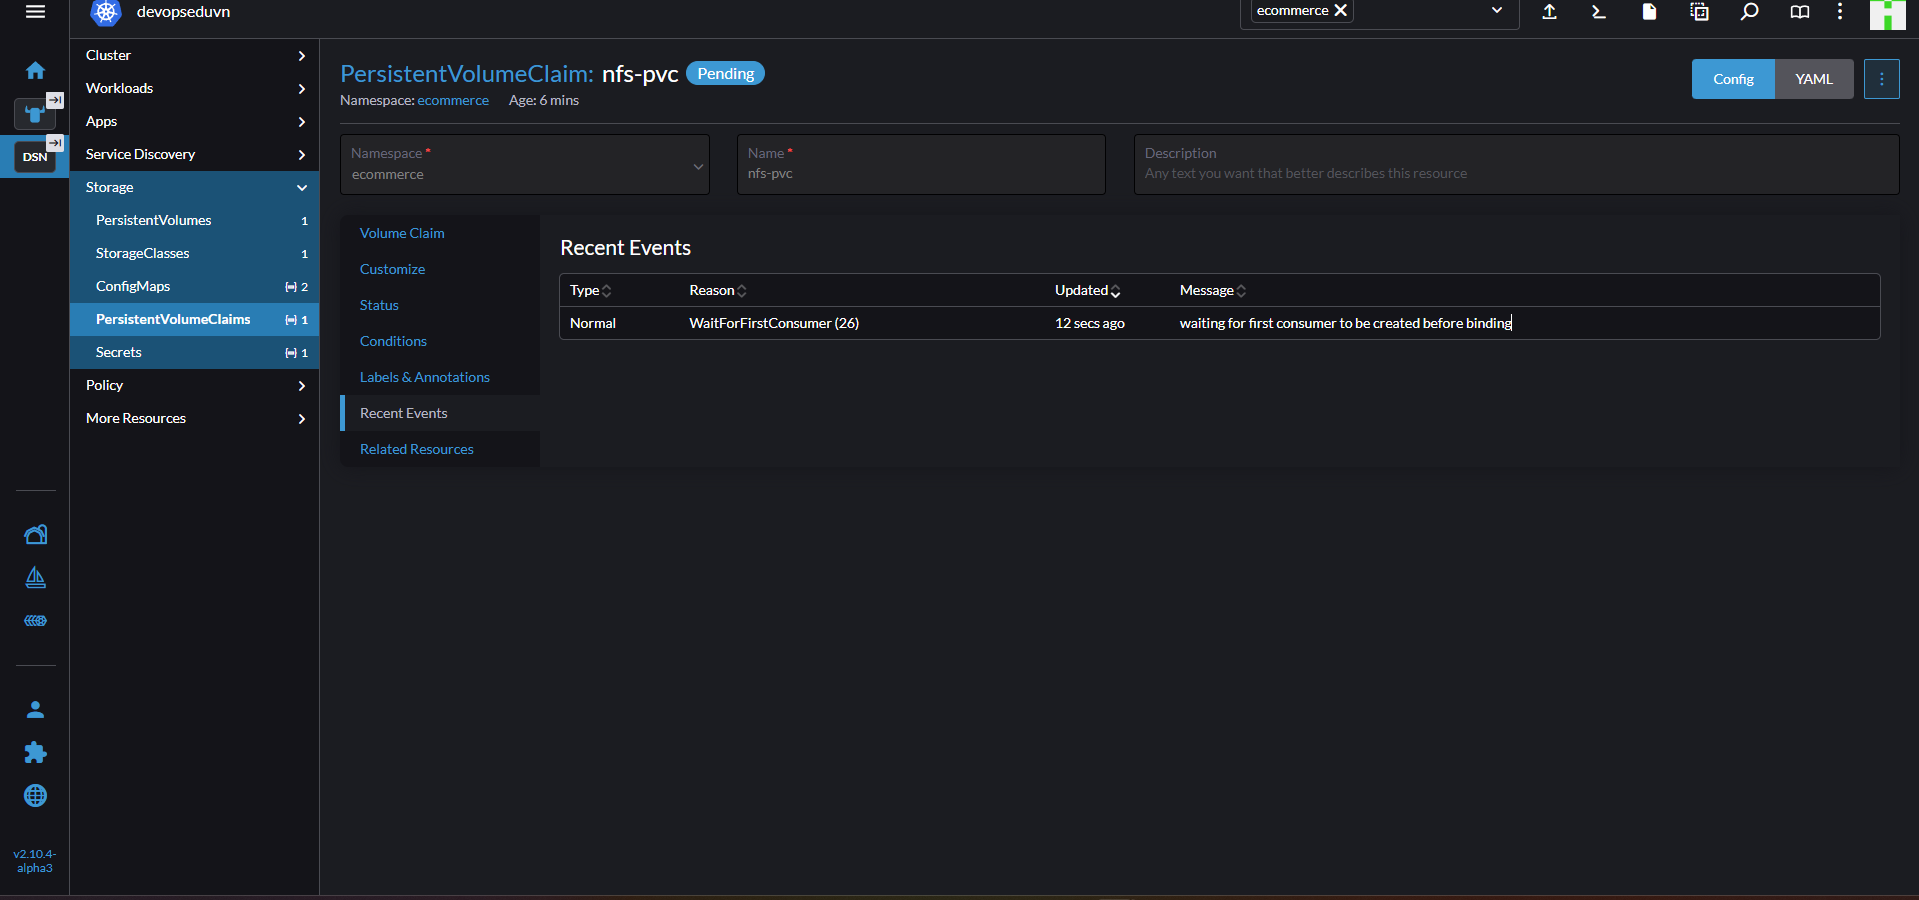 devopseduvn
ecommerce
DSN
Cluster
Workloads
Apps
Service Discovery
Storage
PersistentVolumes 1
StorageClasses 1
ConfigMaps 2
PersistentVolumeClaims 1
Secrets 1
Policy
More Resources
v2.10.4-
alpha3
PersistentVolumeClaim: nfs-pvc Pending
Namespace: ecommerce Age: 6 mins
Config YAML
Namespace *
ecommerce
Name *
nfs-pvc
Description
Any text you want that better describes this resource
Volume Claim
Customize
Status
Conditions
Labels & Annotations
Recent Events
Related Resources
Recent Events
Type Reason Updated Message
Normal WaitForFirstConsumer (26) 12 secs ago waiting for first consumer to be created before binding